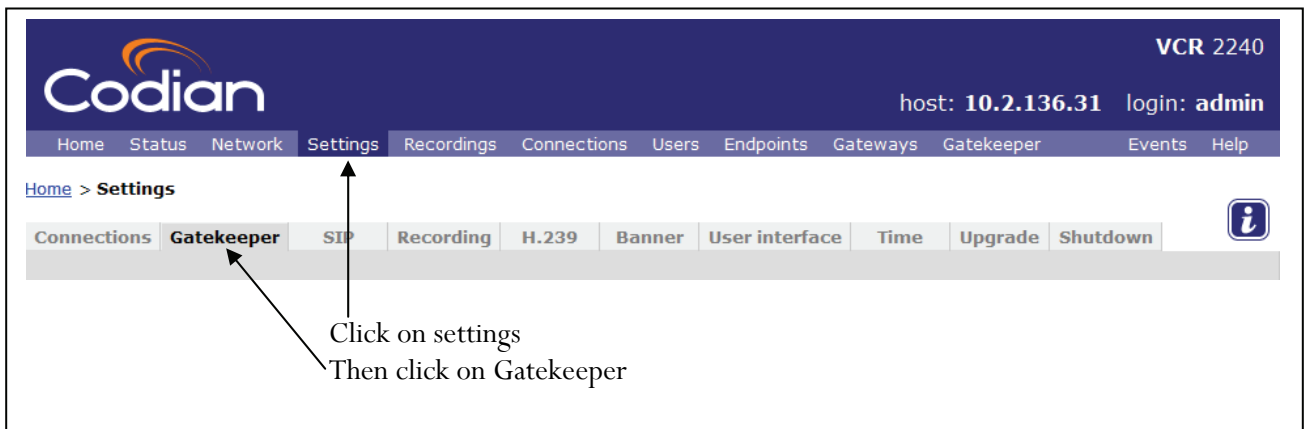 VCR 2240
Codian
host: 10.2.136.31 login: admin
Home Status Network Settings Recordings Connections Users Endpoints Gateways Gatekeeper Events Help
Home > Settings
i
Connections Gatekeeper SIP Recording H.239 Banner User interface Time Upgrade Shutdown
Click on settings
Then click on Gatekeeper